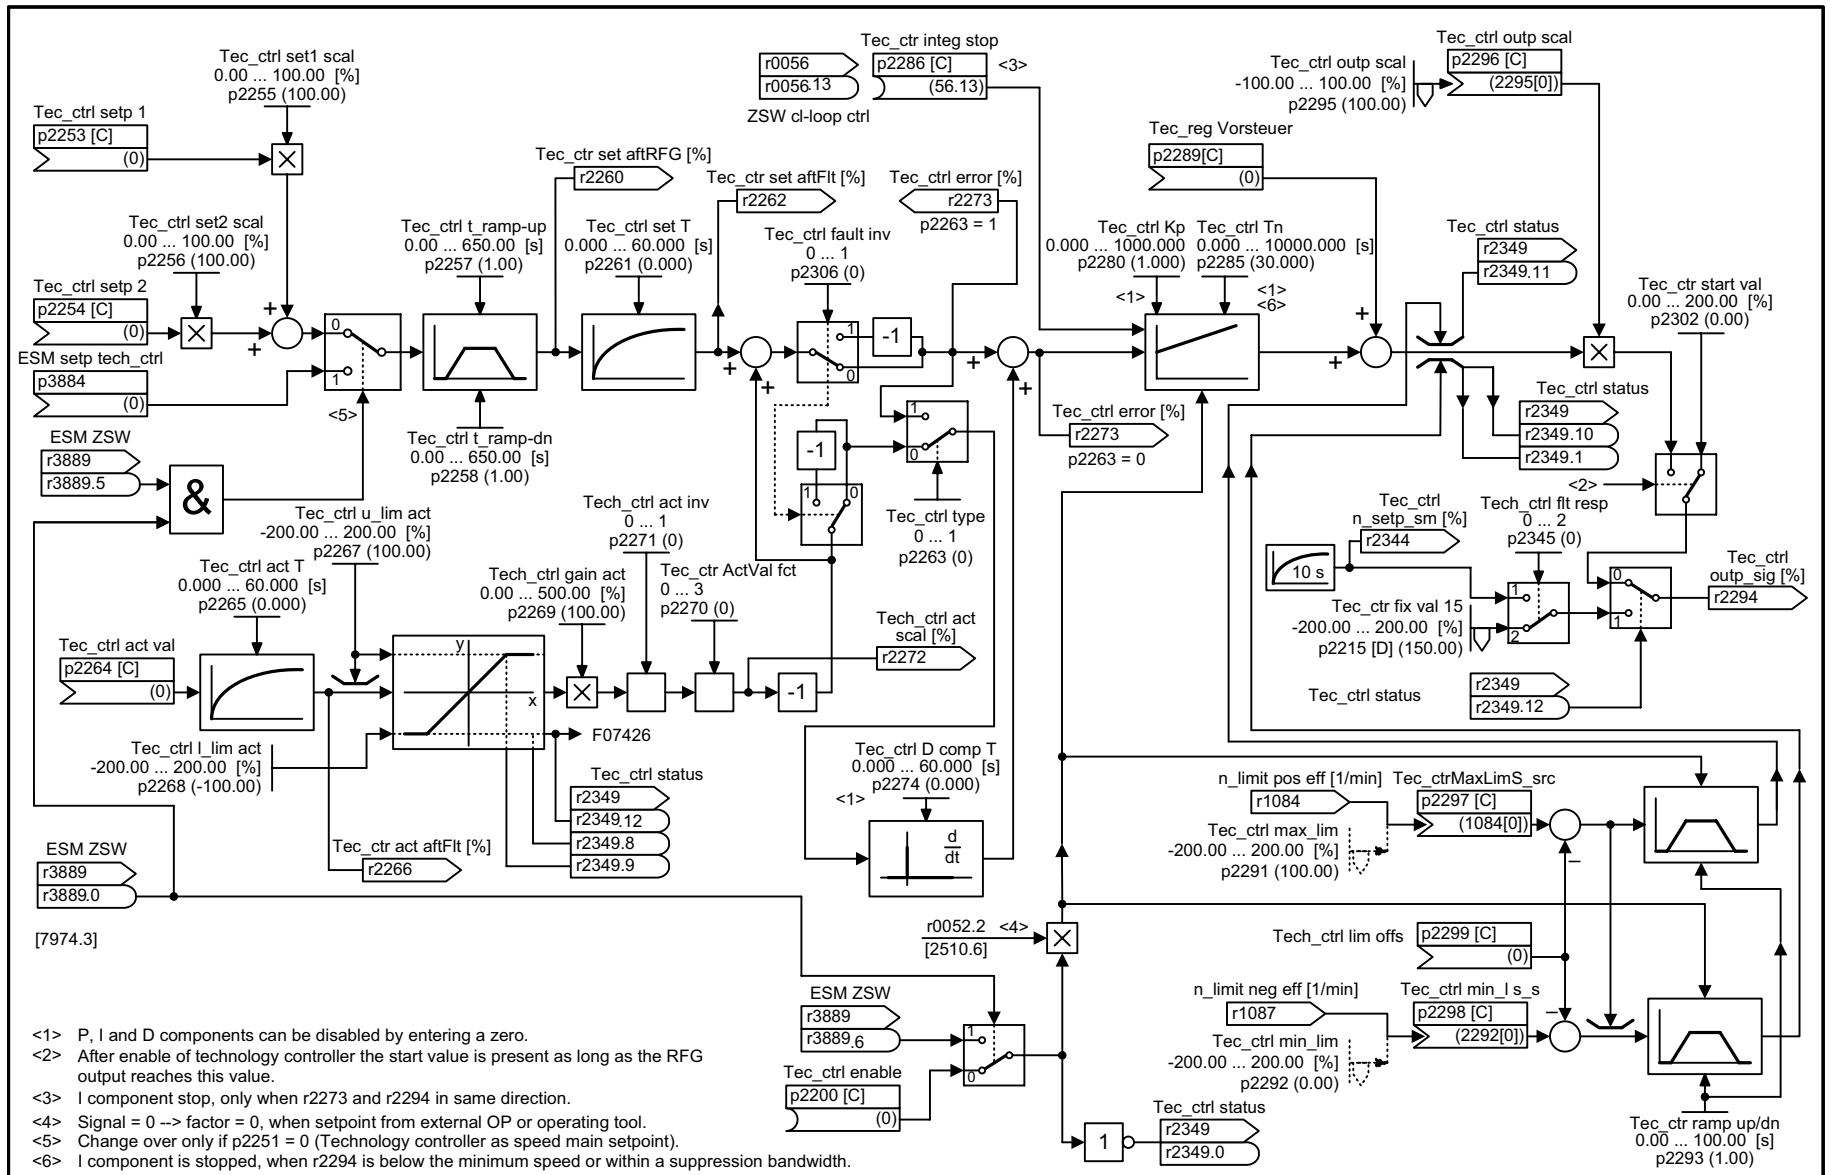 Tec_ctrl set1 scal
0.00 ... 100.00 [%]
p2255 (100.00)
Tec_ctrl setp 1
p2253 [C]
(0)
Tec_ctrl set2 scal
0.00 ... 100.00 [%]
p2256 (100.00)
Tec_ctrl setp 2
p2254 [C]
(0)
+
+
ESM setp tech_ctrl
p3884
(0)
0
1
<5>
ESM ZSW
r3889
r3889.5
&
Tec_ctrl t_ramp-up
0.00 ... 650.00 [s]
p2257 (1.00)
Tec_ctrl t_ramp-dn
0.00 ... 650.00 [s]
p2258 (1.00)
Tec_ctr set aftRFG [%]
r2260
Tec_ctrl set T
0.000 ... 60.000 [s]
p2261 (0.000)
Tec_ctr set aftFlt [%]
r2262
r0056
r0056.13
ZSW cl-loop ctrl
Tec_ctr integ stop
p2286 [C]
(56.13)
<3>
Tec_ctrl fault inv
0 ... 1
p2306 (0)
+
+
1
0
-1
Tec_ctrl error [%]
r2273
p2263 = 1
-1
1
0
1
0
Tec_ctrl type
0 ... 1
p2263 (0)
+
+
Tec_ctrl error [%]
r2273
p2263 = 0
Tec_ctrl Kp
0.000 ... 1000.000
p2280 (1.000)
<1>
Tec_ctrl Tn
0.000 ... 10000.000 [s]
p2285 (30.000)
<1>
<6>
Tec_reg Vorsteuer
p2289[C]
(0)
+
+
Tec_ctrl outp scal
-100.00 ... 100.00 [%]
p2295 (100.00)
Tec_ctrl outp scal
p2296 [C]
(2295[0])
Tec_ctrl status
r2349
r2349.11
Tec_ctrl status
r2349
r2349.10
r2349.1
Tec_ctr start val
0.00 ... 200.00 [%]
p2302 (0.00)
<2>
Tec_ctrl
n_setp_sm [%]
r2344
10 s
Tech_ctrl flt resp
0 ... 2
p2345 (0)
Tec_ctr fix val 15
-200.00 ... 200.00 [%]
p2215 [D] (150.00)
1
2
0
1
Tec_ctrl
outp_sig [%]
r2294
Tec_ctrl status
r2349
r2349.12
Tec_ctrl u_lim act
-200.00 ... 200.00 [%]
p2267 (100.00)
Tec_ctrl act T
0.000 ... 60.000 [s]
p2265 (0.000)
Tec_ctrl act val
p2264 [C]
(0)
Tec_ctrl l_lim act
-200.00 ... 200.00 [%]
p2268 (-100.00)
y
x
Tech_ctrl gain act
0.00 ... 500.00 [%]
p2269 (100.00)
Tech_ctrl act inv
0 ... 1
p2271 (0)
Tec_ctr ActVal fct
0 ... 3
p2270 (0)
-1
Tech_ctrl act
scal [%]
r2272
F07426
Tec_ctrl status
r2349
r2349.12
r2349.8
r2349.9
Tec_ctr act aftFlt [%]
r2266
Tec_ctrl D comp T
0.000 ... 60.000 [s]
p2274 (0.000)
<1>
d
dt
ESM ZSW
r3889
r3889.0
[7974.3]
r0052.2 <4>
[2510.6]
ESM ZSW
r3889
r3889.6
Tec_ctrl enable
p2200 [C]
(0)
1
0
1
Tec_ctrl status
r2349
r2349.0
n_limit pos eff [1/min]
r1084
Tec_ctrl max_lim
-200.00 ... 200.00 [%]
p2291 (100.00)
Tec_ctrMaxLimS_src
p2297 [C]
(1084[0])
–
Tech_ctrl lim offs
p2299 [C]
(0)
–
n_limit neg eff [1/min]
r1087
Tec_ctrl min_lim
-200.00 ... 200.00 [%]
p2292 (0.00)
Tec_ctrl min_l s_s
p2298 [C]
(2292[0])
Tec_ctr ramp up/dn
0.00 ... 100.00 [s]
p2293 (1.00)
<1> P, I and D components can be disabled by entering a zero.
<2> After enable of technology controller the start value is present as long as the RFG
output reaches this value.
<3> I component stop, only when r2273 and r2294 in same direction.
<4> Signal = 0 --> factor = 0, when setpoint from external OP or operating tool.
<5> Change over only if p2251 = 0 (Technology controller as speed main setpoint).
<6> I component is stopped, when r2294 is below the minimum speed or within a suppression bandwidth.